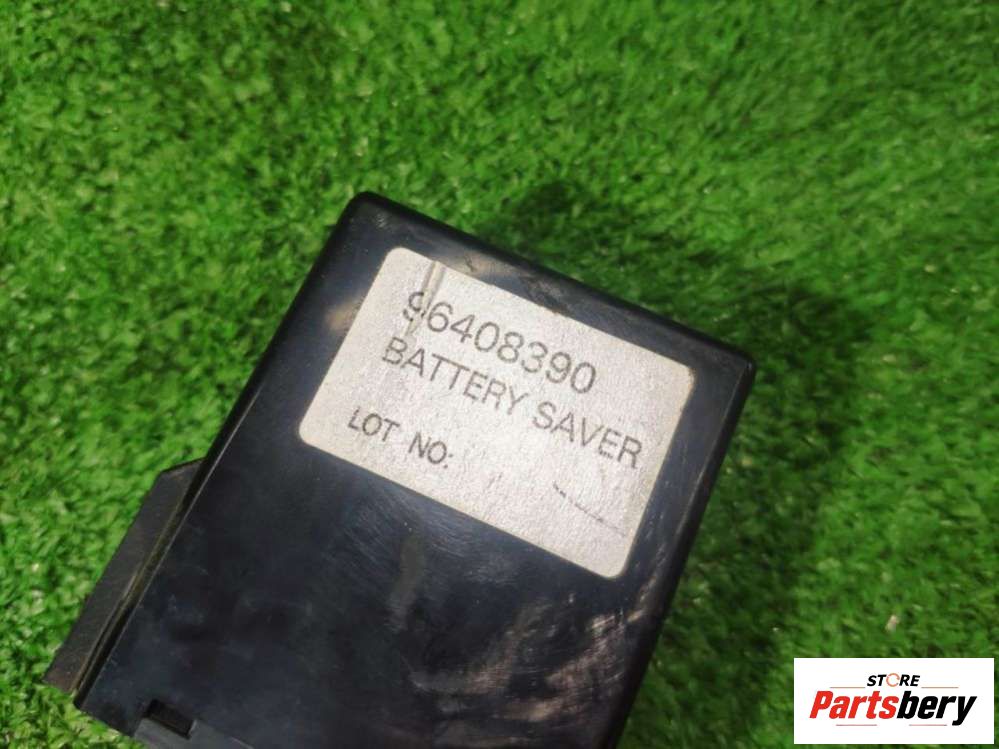 96408390
BATTERY SAVER
LOT NO:
STORE
Partsbery